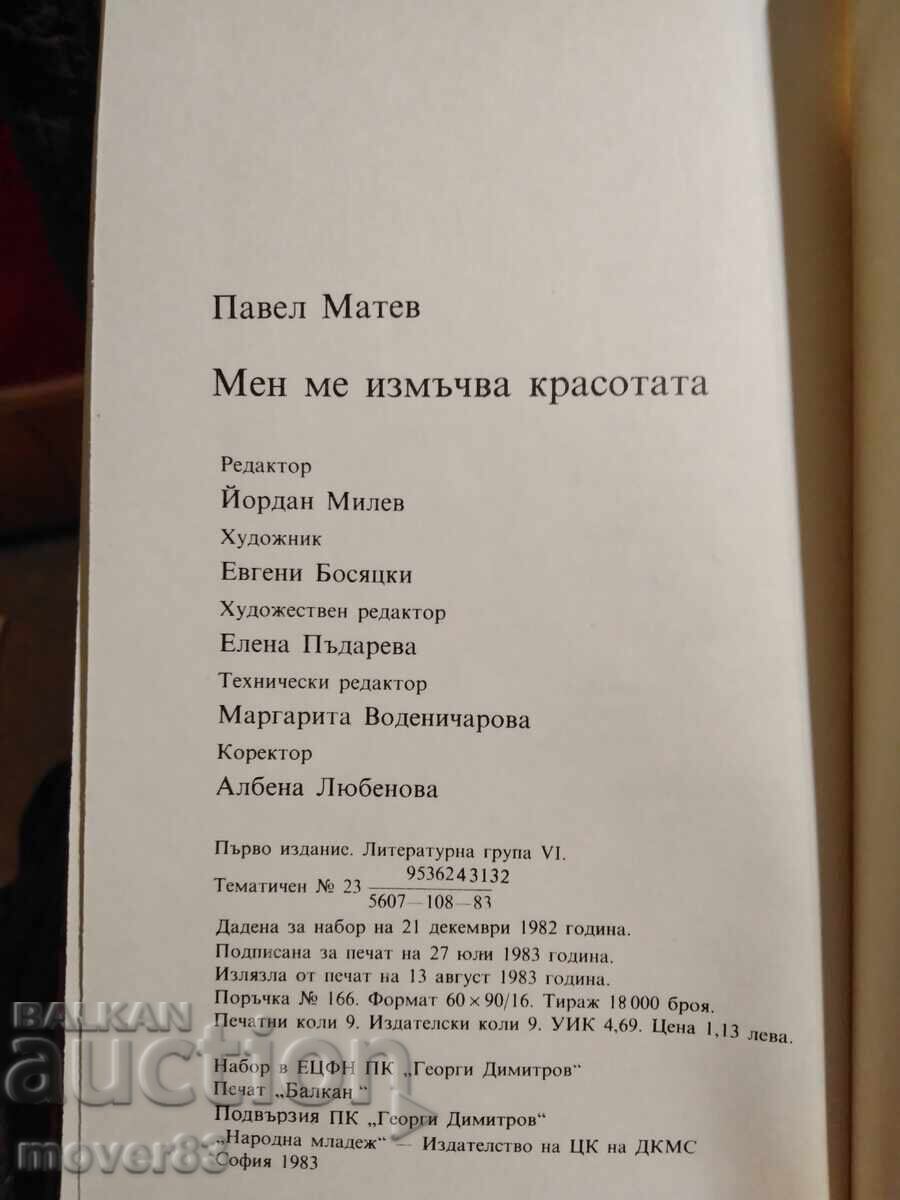 Павел Матев
Мен ме измъчва красотата
Редактор
Йордан Милев
Художник
Евгени Босяцки
Художествен редактор
Елена Пъдарева
Технически редактор
Маргарита Воденичарова
Коректор
Албена Любенова
Първо издание. Литературна група VI.
9536243132
Тематичен № 23
5607—108—83
Дадена за набор на 21 декември 1982 година.
Подписана за печат на 27 юли 1983 година.
Излязла от печат на 13 август 1983 година.
Поръчка № 166. Формат 60×90/16. Тираж 18 000 броя.
Печатни коли 9. Издателски коли 9. УИК 4,69. Цена 1,13 лева.
Набор в ЕЦФН ПК „Георги Димитров“
Печат „Балкан“
Подвързия ПК „Георги Димитров“
„Народна младеж“ — Издателство на ЦК на ДКМС
София 1983
BALKAN
auction
mover83